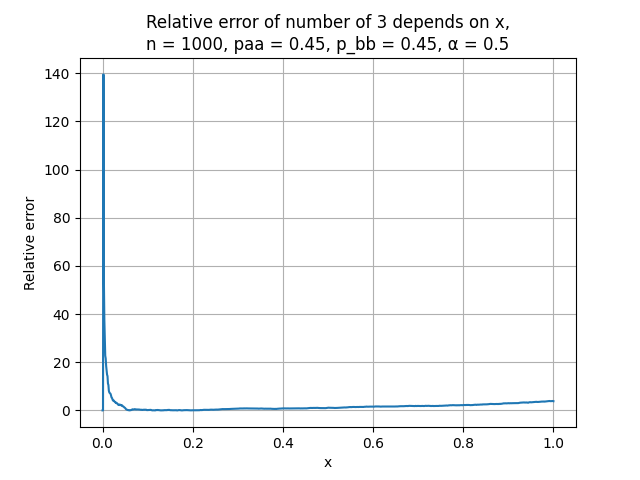 Relative error of number of 3 depends on x,
n = 1000, paa = 0.45, p_bb = 0.45, α = 0.5
140
120
100
80
60
40
20
0
Relative error
0.0 0.2 0.4 0.6 0.8 1.0
x